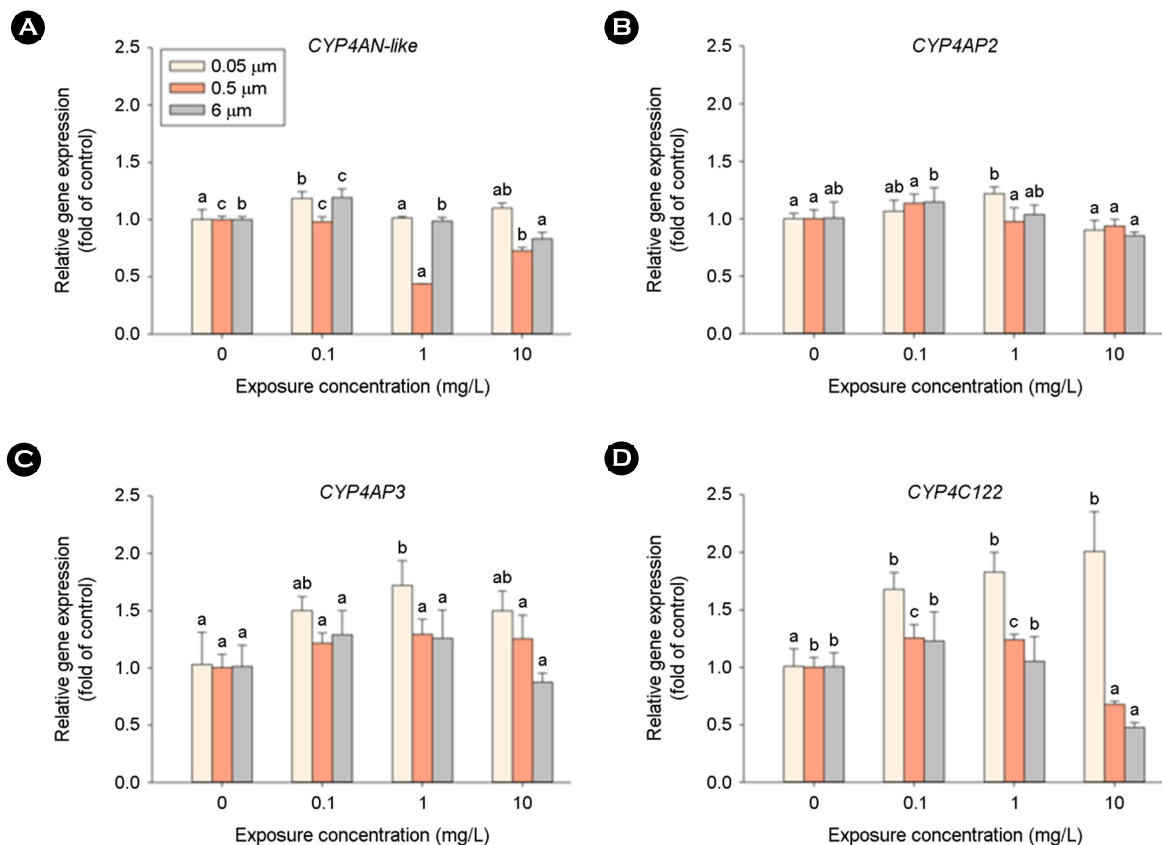 A
CYP4AN-like
2.5
2.0
1.5
1.0
0.5
0.0
Relative gene expression
(fold of control)
0.05 μm
0.5 μm
6 μm
a c b
b c c
a a b
ab b a
0 0.1 1 10
Exposure concentration (mg/L)
B
CYP4AP2
2.5
2.0
1.5
1.0
0.5
0.0
Relative gene expression
(fold of control)
a a ab
ab a b
b a ab
a a a
0 0.1 1 10
Exposure concentration (mg/L)
C
CYP4AP3
2.5
2.0
1.5
1.0
0.5
0.0
Relative gene expression
(fold of control)
a a a
ab a a
b a a
ab a a
0 0.1 1 10
Exposure concentration (mg/L)
D
CYP4C122
2.5
2.0
1.5
1.0
0.5
0.0
Relative gene expression
(fold of control)
a b b
b c b
b c b
b a a
0 0.1 1 10
Exposure concentration (mg/L)